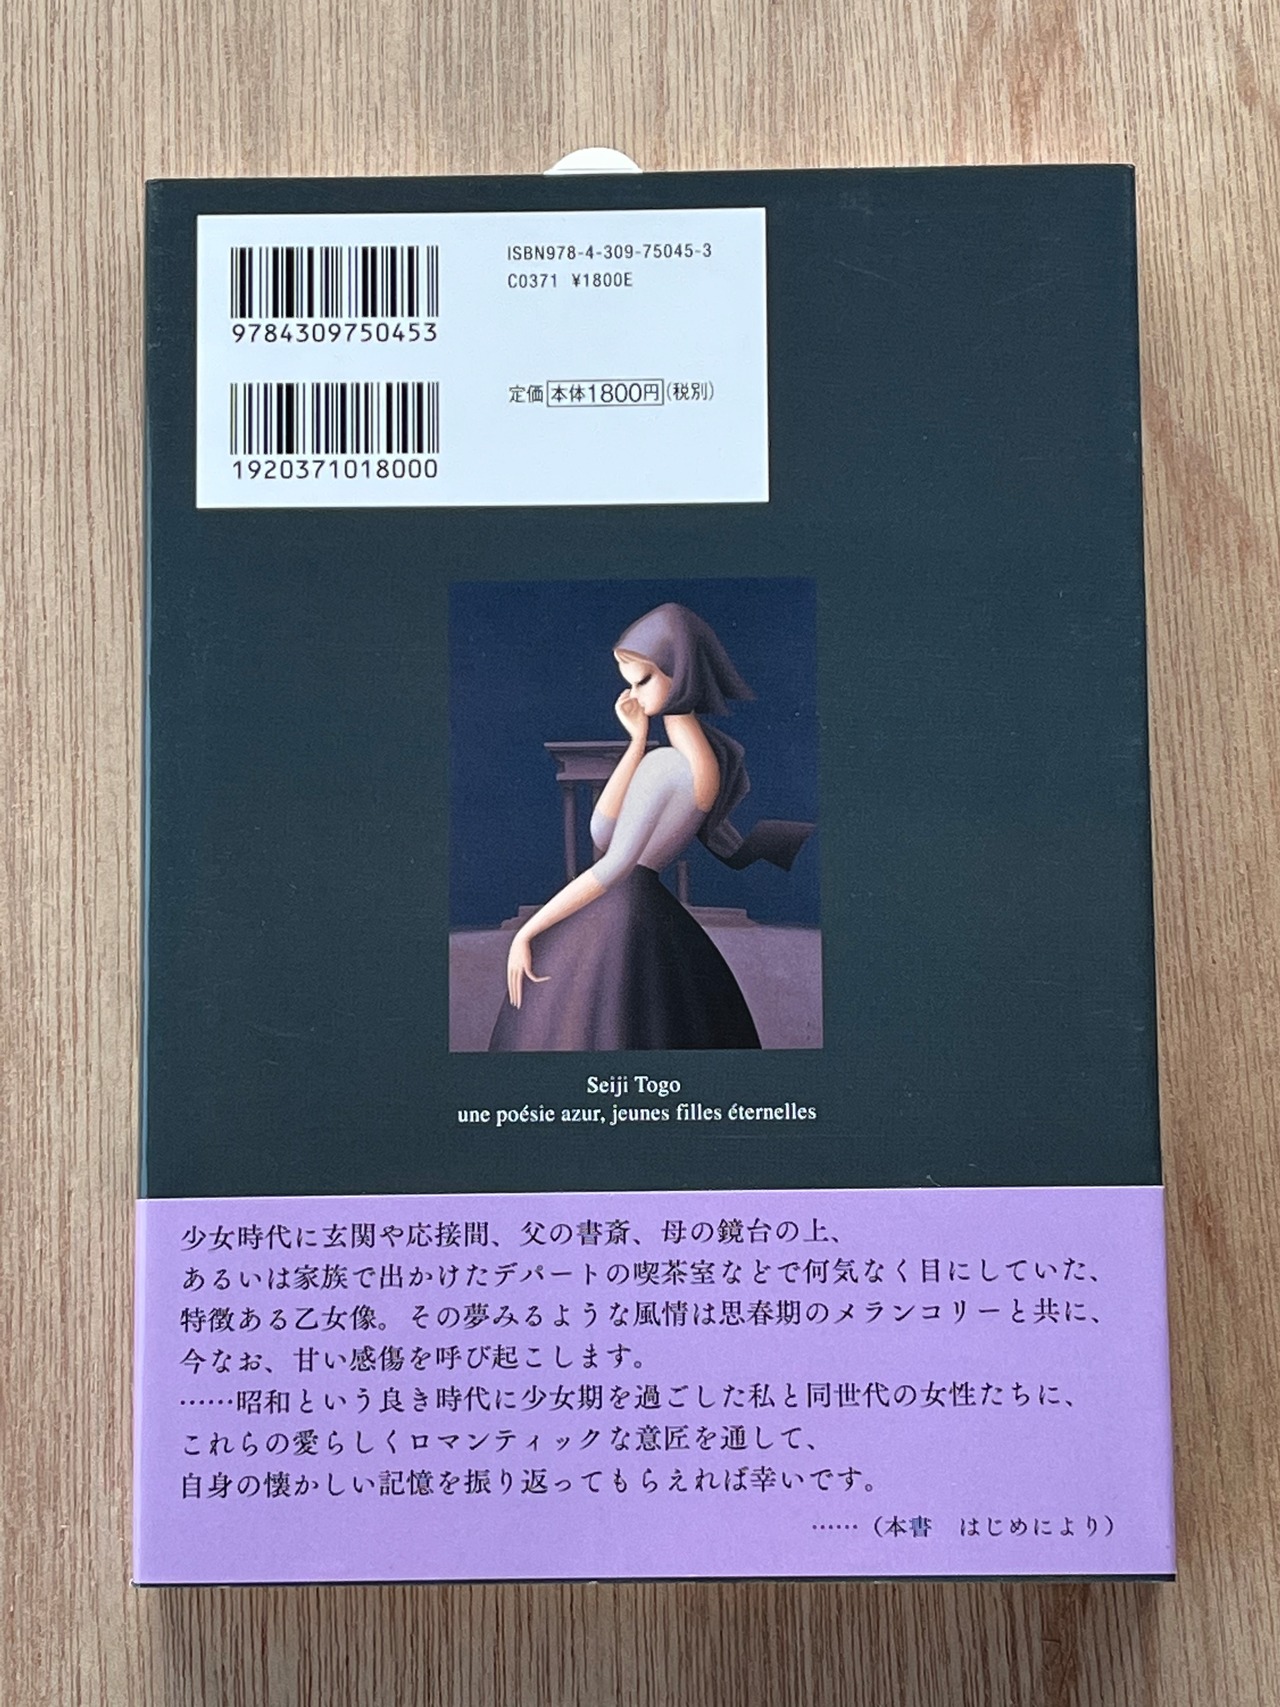 ISBN978-4-309-75045-3
C0371 ¥1800E
9784309750453
定価 本体1800円(税別)
1920371018000
Seiji Togo
une poésie azur, jeunes filles éternelles
少女時代に玄関や応接間、父の書斎、母の鏡台の上、
あるいは家族で出かけたデパートの喫茶室などで何気なく目にしていた、
特徴ある乙女像。その夢みるような風情は思春期のメランコリーと共に、
今なお、甘い感傷を呼び起こします。
……昭和という良き時代に少女期を過ごした私と同世代の女性たちに、
これらの愛らしくロマンティックな意匠を通して、
自身の懐かしい記憶を振り返ってもらえれば幸いです。
……（本書　はじめにより）